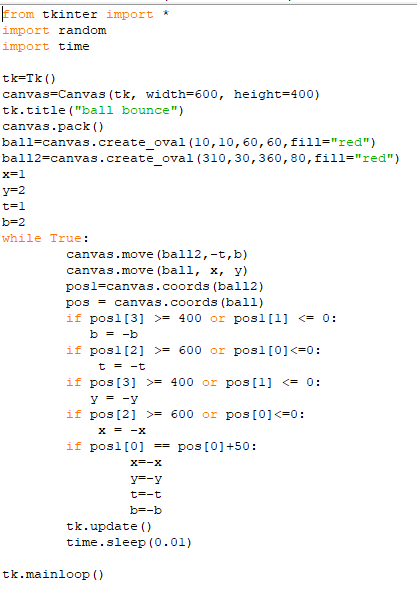 from tkinter import *
import random
import time

tk=Tk()
canvas=Canvas(tk, width=600, height=400)
tk.title("ball bounce")
canvas.pack()
ball=canvas.create_oval(10,10,60,60,fill="red")
ball2=canvas.create_oval(310,30,360,80,fill="red")
x=1
y=2
t=1
b=2
while True:
        canvas.move(ball2,-t,b)
        canvas.move(ball, x, y)
        pos1=canvas.coords(ball2)
        pos = canvas.coords(ball)
        if pos1[3] >= 400 or pos1[1] <= 0:
           b = -b
        if pos1[2] >= 600 or pos1[0]<=0:
            t = -t
        if pos[3] >= 400 or pos[1] <= 0:
           y = -y
        if pos[2] >= 600 or pos[0]<=0:
            x = -x
        if pos1[0] == pos[0]+50:
                x=-x
                y=-y
                t=-t
                b=-b
        tk.update()
        time.sleep(0.01)

tk.mainloop()